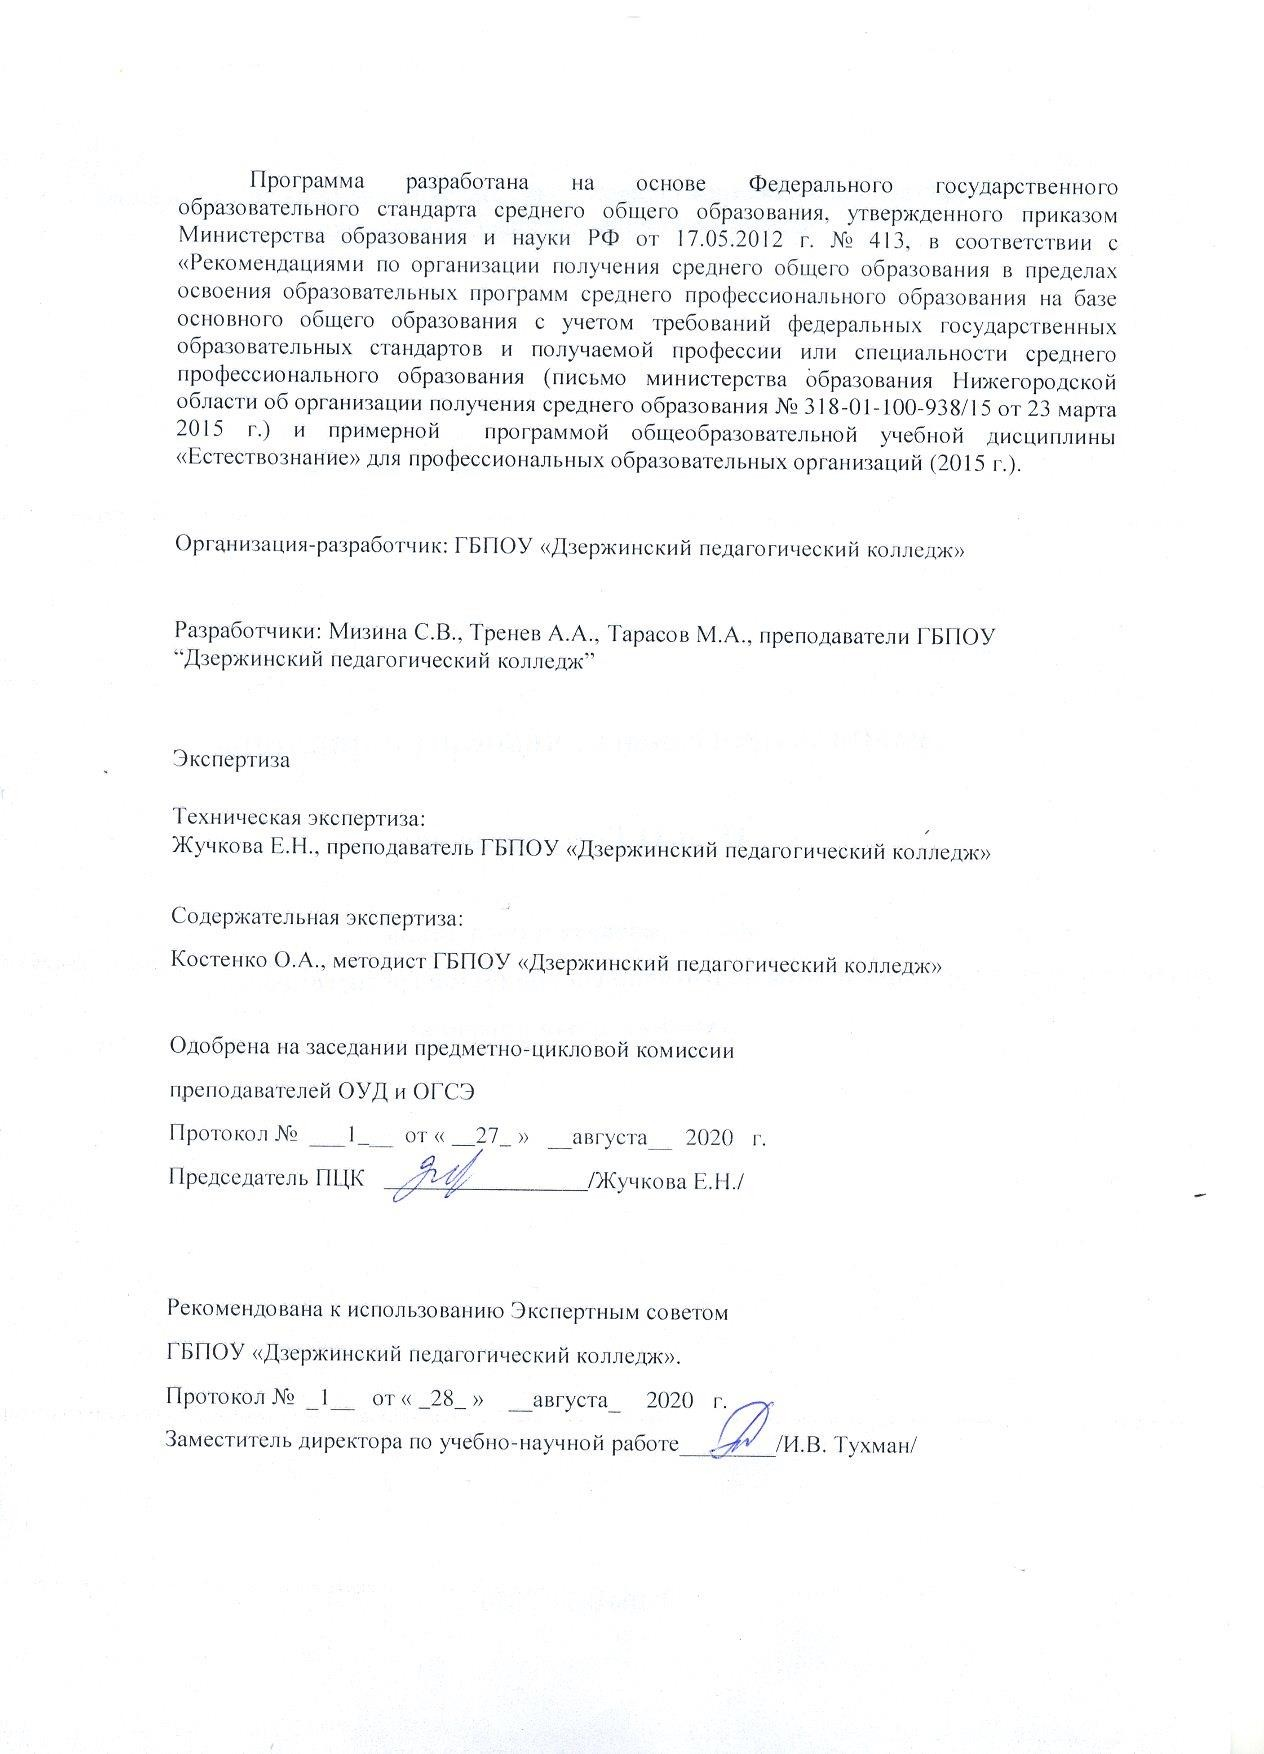 Программа разработана на основе Федерального государственного
образовательного стандарта среднего общего образования, утвержденного приказом
Министерства образования и науки РФ от 17.05.2012 г. № 413, в соответствии с
«Рекомендациями по организации получения среднего общего образования в пределах
освоения образовательных программ среднего профессионального образования на базе
основного общего образования с учетом требований федеральных государственных
образовательных стандартов и получаемой профессии или специальности среднего
профессионального образования (письмо министерства образования Нижегородской
области об организации получения среднего образования № 318-01-100-938/15 от 23 марта
2015 г.) и примерной программой общеобразовательной учебной дисциплины
«Естествознание» для профессиональных образовательных организаций (2015 г.).
Организация-разработчик: ГБПОУ «Дзержинский педагогический колледж»
Разработчики: Мизина С.В., Тренев А.А., Тарасов М.А., преподаватели ГБПОУ
“Дзержинский педагогический колледж”
Экспертиза
Техническая экспертиза:
Жучкова Е.Н., преподаватель ГБПОУ «Дзержинский педагогический колледж»
Содержательная экспертиза:
Костенко О.А., методист ГБПОУ «Дзержинский педагогический колледж»
Одобрена на заседании предметно-цикловой комиссии
преподавателей ОУД и ОГСЭ
Протокол № ___1___ от « __27_ » __августа__ 2020 г.
Председатель ПЦК _________________/Жучкова Е.Н./
Рекомендована к использованию Экспертным советом
ГБПОУ «Дзержинский педагогический колледж».
Протокол № _1__ от « _28_ » __августа_ 2020 г.
Заместитель директора по учебно-научной работе________/И.В. Тухман/